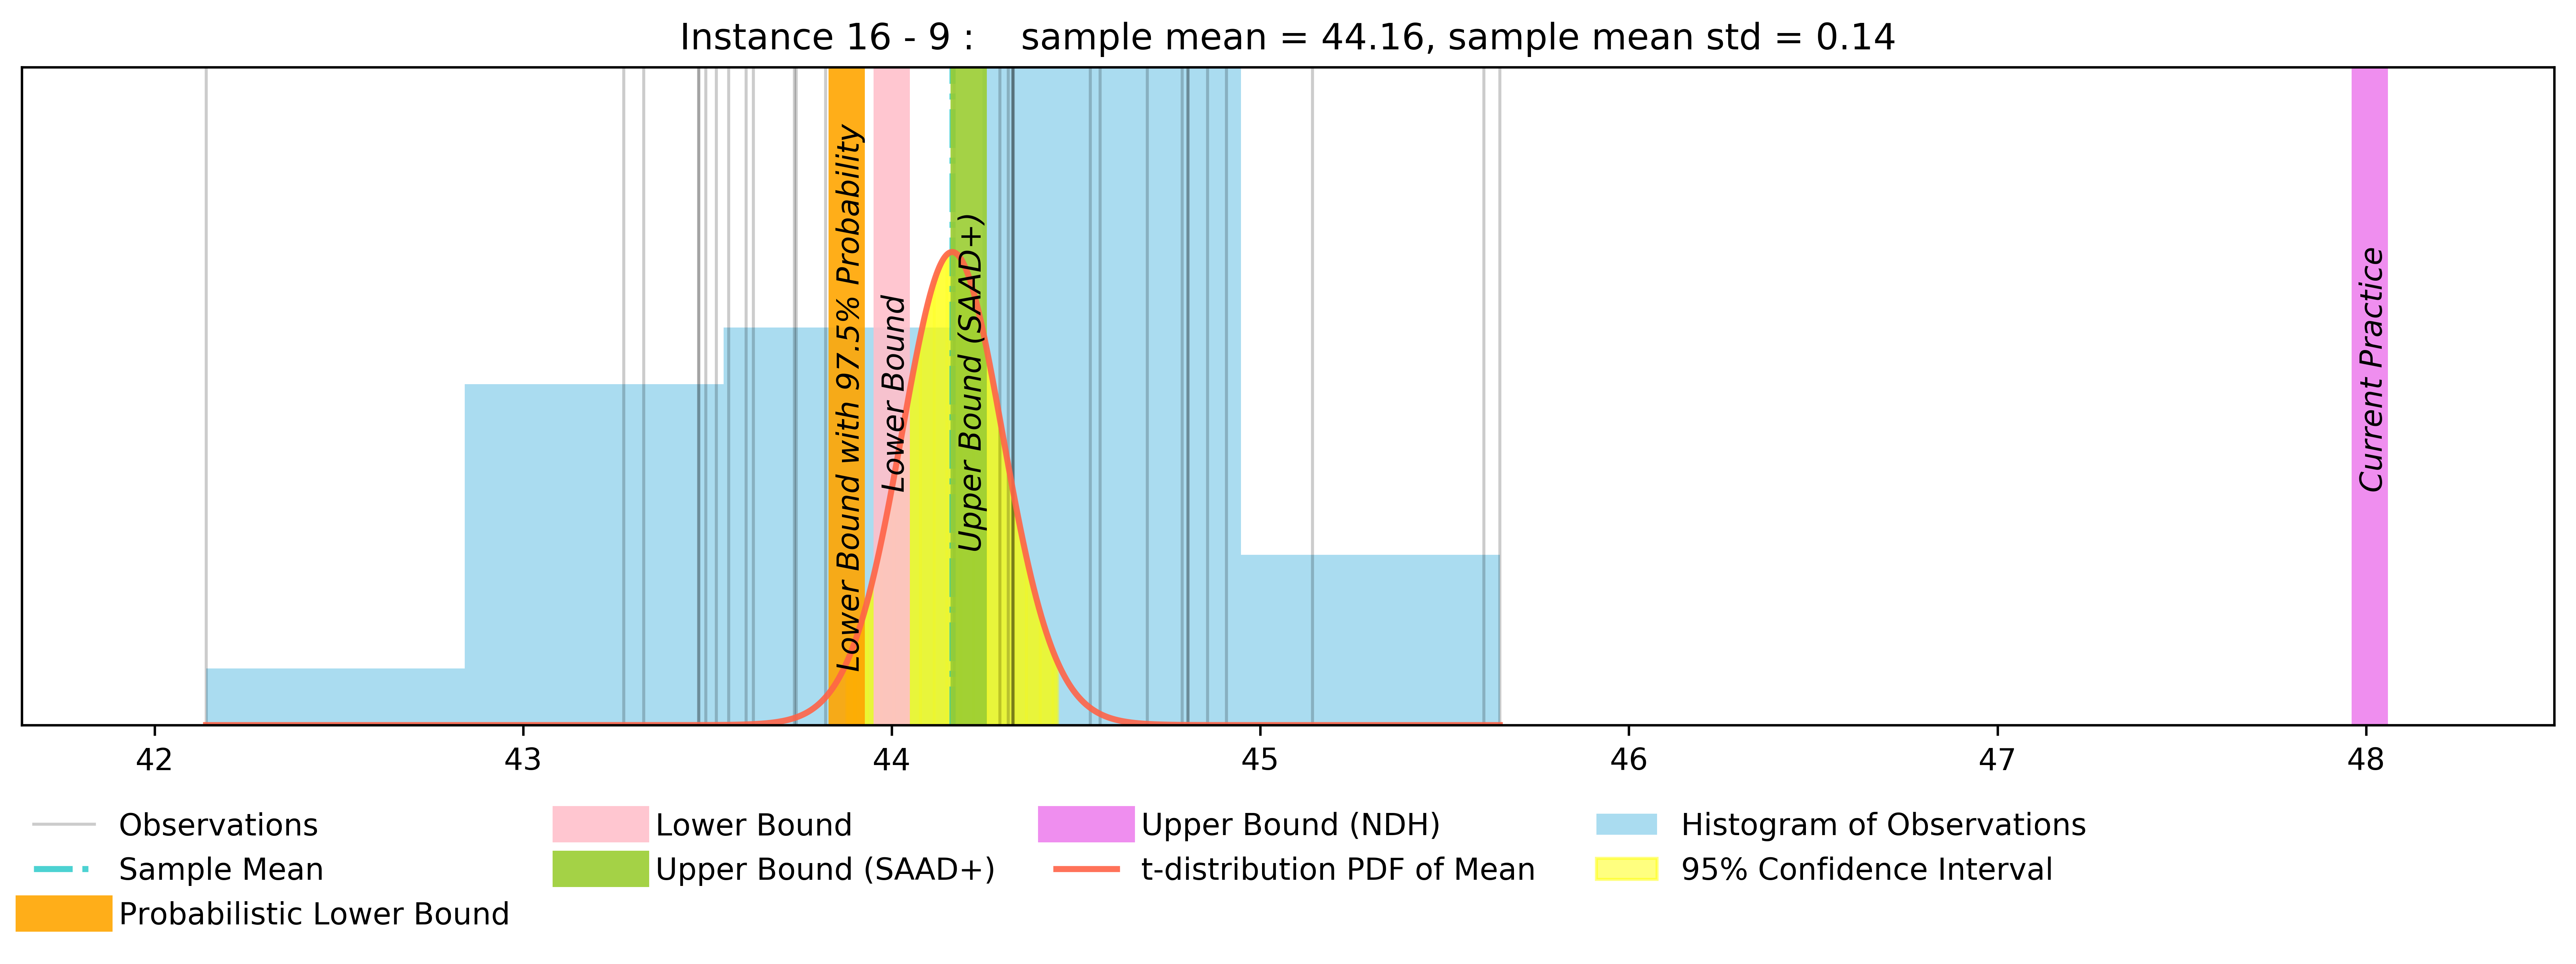 Instance 16 - 9 :    sample mean = 44.16, sample mean std = 0.14
Lower Bound with 97.5% Probability
Lower Bound
Upper Bound (SAAD+)
Current Practice
42 43 44 45 46 47 48
Observations
Sample Mean
Probabilistic Lower Bound
Lower Bound
Upper Bound (SAAD+)
Upper Bound (NDH)
t-distribution PDF of Mean
Histogram of Observations
95% Confidence Interval